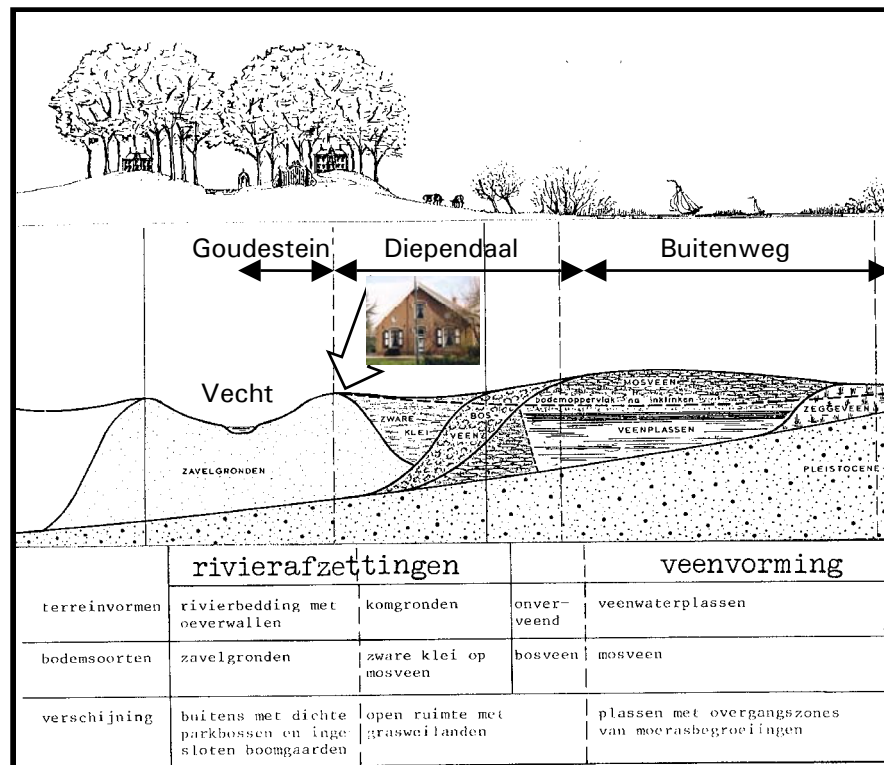 Goudestein Diependaal Buitenweg
Vecht
MOSVEEN
bodemoppervlak na inklinken
ZWARE
KLEI
BOS
VEEN
ZEGGEVEEN
VEENPLASSEN
ZAVELGRONDEN
PLEISTOCENE
rivierafzettingen veenvorming
terreinvormen rivierbedding met komgronden onver- veenwaterplassen
oeverwallen veend
bodemsoorten zavelgronden zware klei op bosveen mosveen
mosveen
verschijning buitens met dichte open ruimte met plassen met overgangszones
parkbossen en inge- grasweilanden van moerasbegroeiingen
sloten boomgaarden